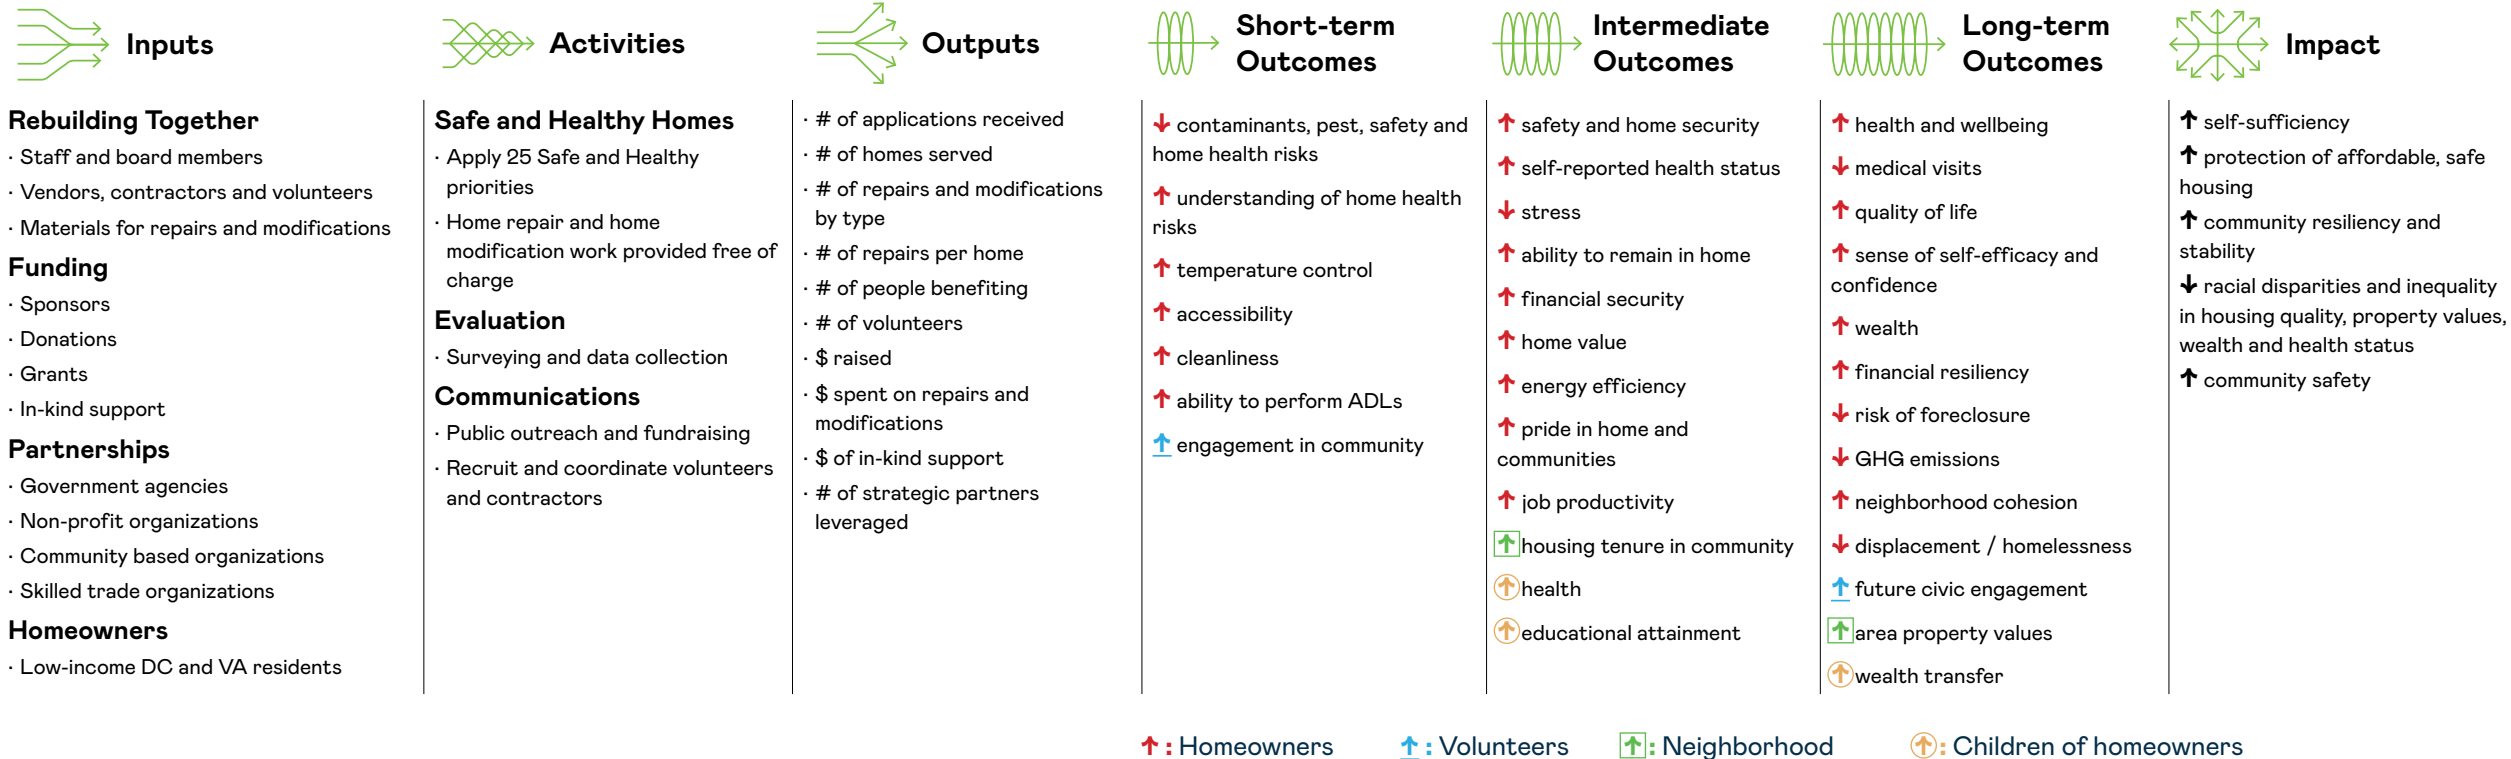 Inputs
Rebuilding Together
· Staff and board members
· Vendors, contractors and volunteers
· Materials for repairs and modifications
Funding
· Sponsors
· Donations
· Grants
· In-kind support
Partnerships
· Government agencies
· Non-profit organizations
· Community based organizations
· Skilled trade organizations
Homeowners
· Low-income DC and VA residents
Activities
Safe and Healthy Homes
· Apply 25 Safe and Healthy
priorities
· Home repair and home
modification work provided free of
charge
Evaluation
· Surveying and data collection
Communications
· Public outreach and fundraising
· Recruit and coordinate volunteers
and contractors
Outputs
· # of applications received
· # of homes served
· # of repairs and modifications
by type
· # of repairs per home
· # of people benefiting
· # of volunteers
· $ raised
· $ spent on repairs and
modifications
· $ of in-kind support
· # of strategic partners
leveraged
Short-term
Outcomes
↓ contaminants, pest, safety and
home health risks
↑ understanding of home health
risks
↑ temperature control
↑ accessibility
↑ cleanliness
↑ ability to perform ADLs
↑ engagement in community
Intermediate
Outcomes
↑ safety and home security
↑ self-reported health status
↓ stress
↑ ability to remain in home
↑ financial security
↑ home value
↑ energy efficiency
↑ pride in home and
communities
↑ job productivity
↑ housing tenure in community
↑ health
↑ educational attainment
Long-term
Outcomes
↑ health and wellbeing
↓ medical visits
↑ quality of life
↑ sense of self-efficacy and
confidence
↑ wealth
↑ financial resiliency
↓ risk of foreclosure
↓ GHG emissions
↑ neighborhood cohesion
↓ displacement / homelessness
↑ future civic engagement
↑ area property values
↑ wealth transfer
Impact
↑ self-sufficiency
↑ protection of affordable, safe
housing
↑ community resiliency and
stability
↓ racial disparities and inequality
in housing quality, property values,
wealth and health status
↑ community safety
↑ : Homeowners
↑ : Volunteers
↑ : Neighborhood
↑ : Children of homeowners